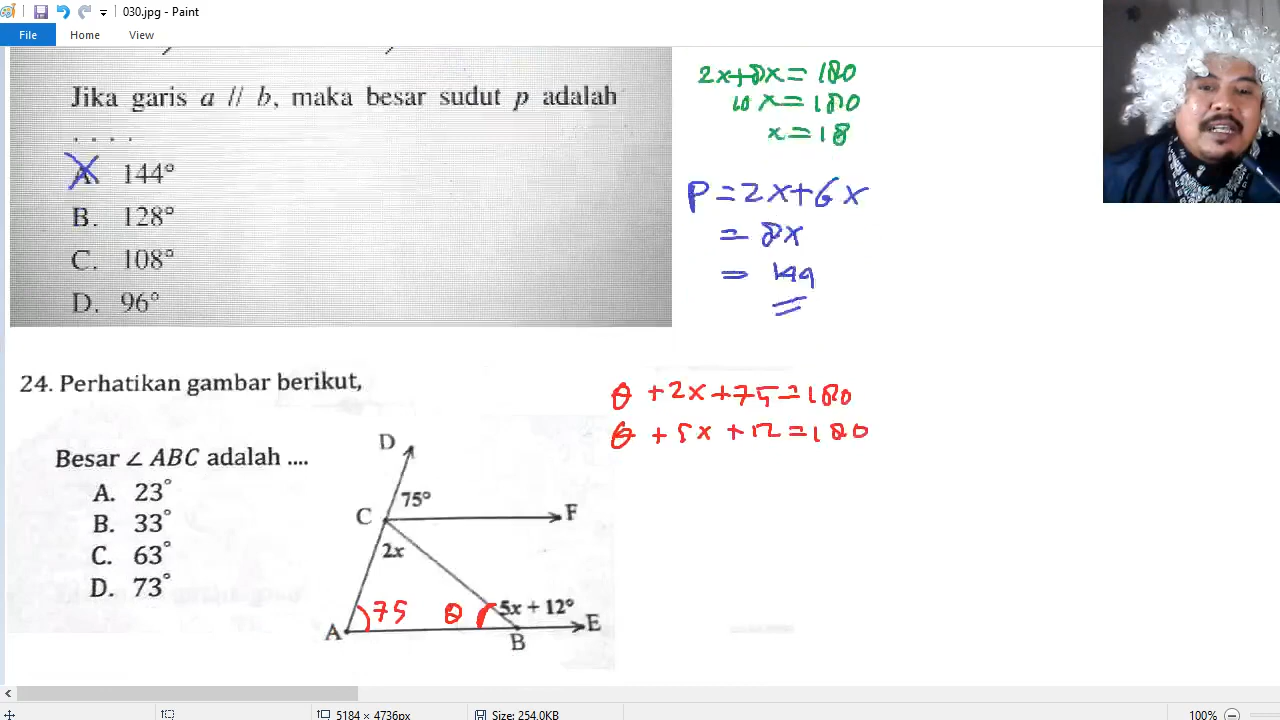 030.jpg - Paint
File Home View
Jika garis a // b, maka besar sudut p adalah
. . . .
A. 144°
B. 128°
C. 108°
D. 96°
2x+8x=180
10x=180
x=18
P=2x+6x
=8x
=144
24. Perhatikan gambar berikut,
Besar ∠ ABC adalah ....
A. 23°
B. 33°
C. 63°
D. 73°
D
75°
C
F
2x
75 θ 5x + 12°
A
B
E
θ +2x+75=180
θ +5x+12=180
5184 × 4736px Size: 254.0KB 100%